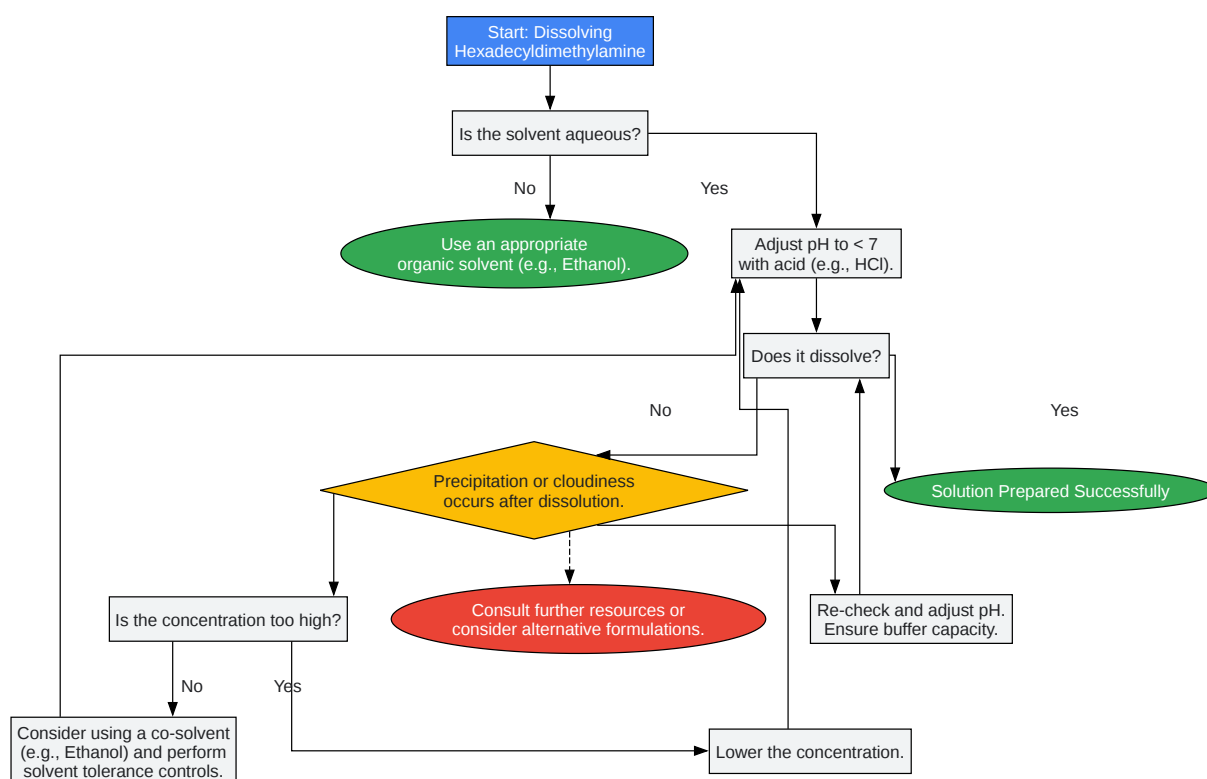 Start: Dissolving
Hexadecyldimethylamine
Is the solvent aqueous?
No
Yes
Use an appropriate
organic solvent (e.g., Ethanol).
Adjust pH to < 7
with acid (e.g., HCl).
Does it dissolve?
No
Yes
Precipitation or cloudiness
occurs after dissolution.
Solution Prepared Successfully
Is the concentration too high?
Consult further resources or
consider alternative formulations.
Re-check and adjust pH.
Ensure buffer capacity.
No
Yes
Consider using a co-solvent
(e.g., Ethanol) and perform
solvent tolerance controls.
Lower the concentration.